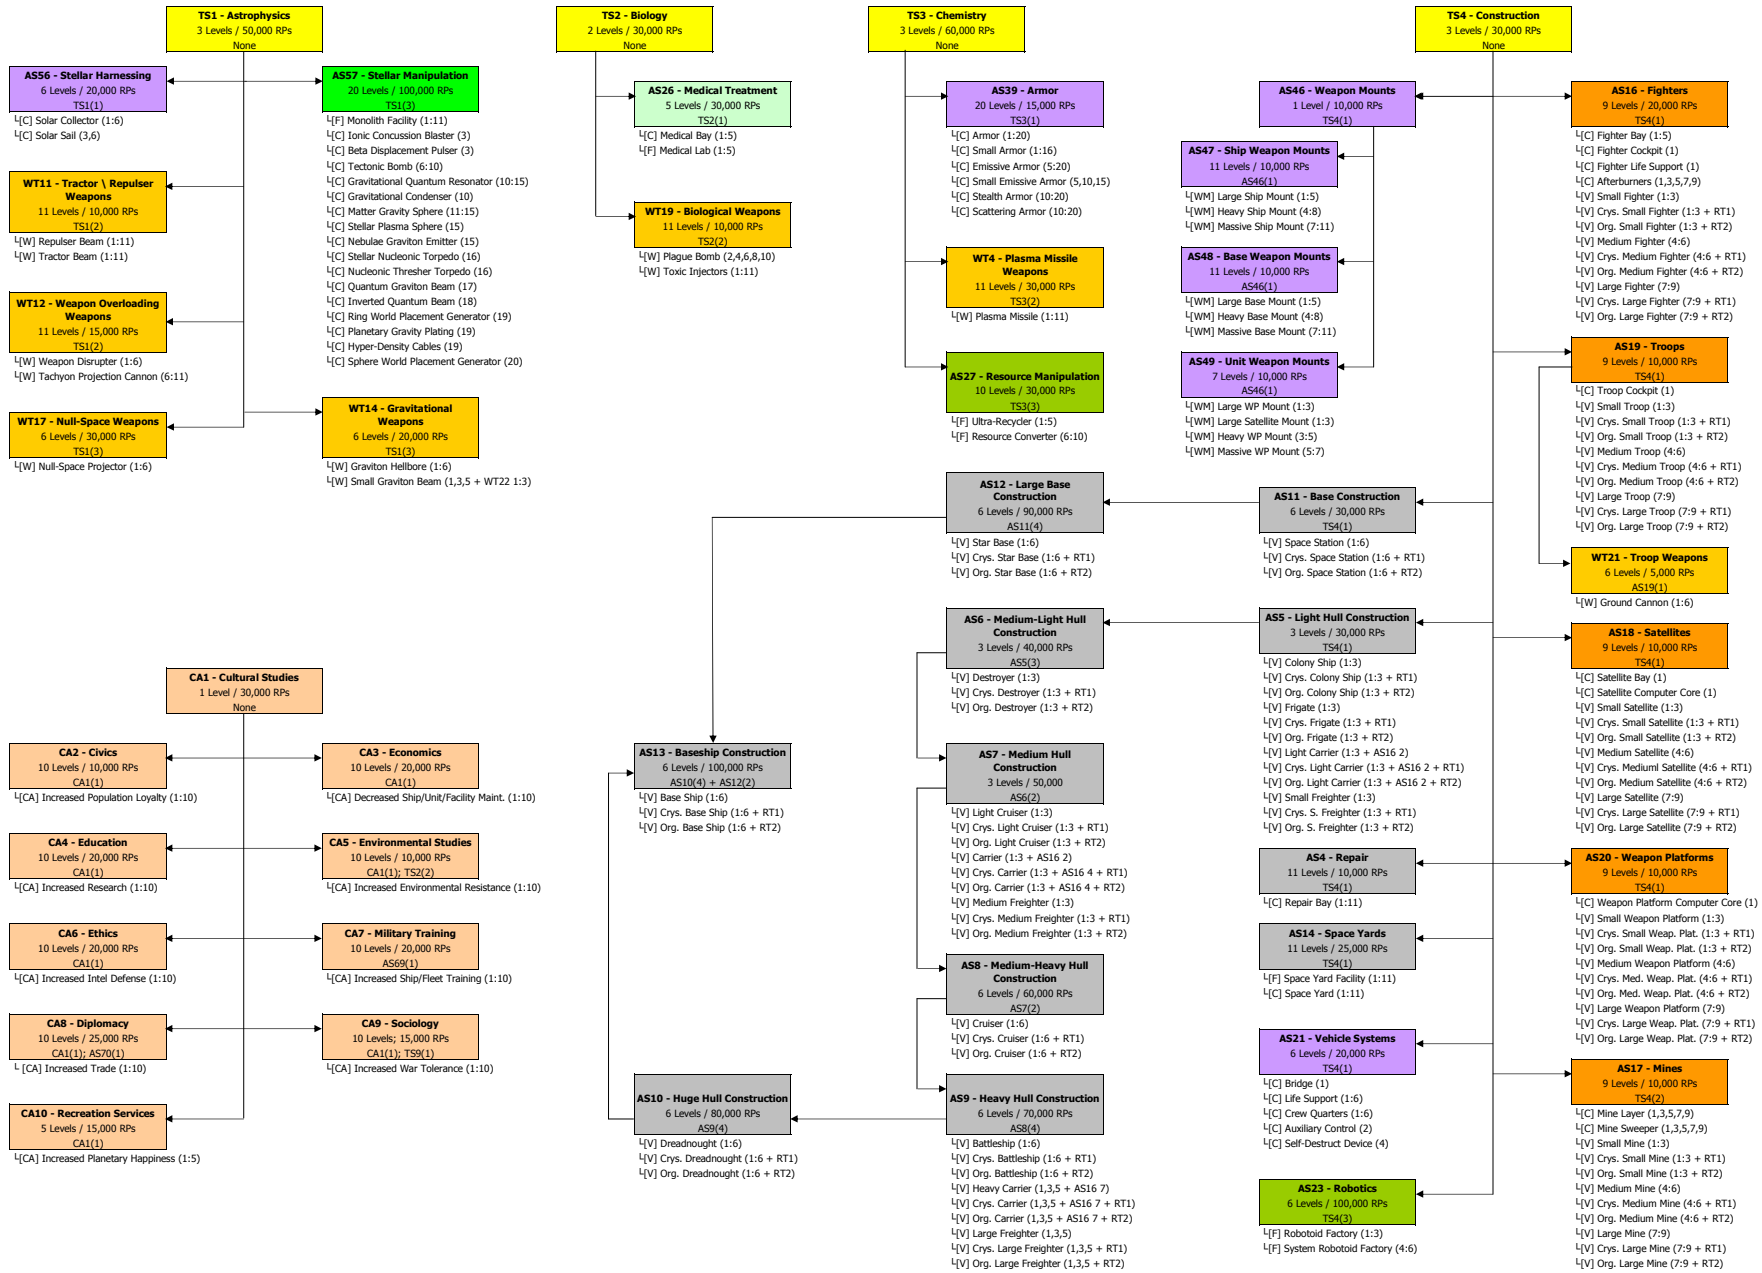 TS1 - Astrophysics
3 Levels / 50,000 RPs
None
AS56 - Stellar Harnessing
6 Levels / 20,000 RPs
TS1(1)
└[C] Solar Collector (1:6)
└[C] Solar Sail (3,6)
AS57 - Stellar Manipulation
20 Levels / 100,000 RPs
TS1(3)
└[F] Monolith Facility (1:11)
└[C] Ionic Concussion Blaster (3)
└[C] Beta Displacement Pulser (3)
└[C] Tectonic Bomb (6:10)
└[C] Gravitational Quantum Resonator (10:15)
└[C] Gravitational Condenser (10)
└[C] Matter Gravity Sphere (11:15)
└[C] Stellar Plasma Sphere (15)
└[C] Nebulae Graviton Emitter (15)
└[C] Stellar Nucleonic Torpedo (16)
└[C] Nucleonic Thresher Torpedo (16)
└[C] Quantum Graviton Beam (17)
└[C] Inverted Quantum Beam (18)
└[C] Ring World Placement Generator (19)
└[C] Planetary Gravity Plating (19)
└[C] Hyper-Density Cables (19)
└[C] Sphere World Placement Generator (20)
WT11 - Tractor \ Repulser
Weapons
11 Levels / 10,000 RPs
TS1(2)
└[W] Repulser Beam (1:11)
└[W] Tractor Beam (1:11)
WT12 - Weapon Overloading
Weapons
11 Levels / 15,000 RPs
TS1(2)
└[W] Weapon Disrupter (1:6)
└[W] Tachyon Projection Cannon (6:11)
WT17 - Null-Space Weapons
6 Levels / 30,000 RPs
TS1(3)
└[W] Null-Space Projector (1:6)
WT14 - Gravitational
Weapons
6 Levels / 20,000 RPs
TS1(3)
└[W] Graviton Hellbore (1:6)
└[W] Small Graviton Beam (1,3,5 + WT22 1:3)
TS2 - Biology
2 Levels / 30,000 RPs
None
AS26 - Medical Treatment
5 Levels / 30,000 RPs
TS2(1)
└[C] Medical Bay (1:5)
└[F] Medical Lab (1:5)
WT19 - Biological Weapons
11 Levels / 10,000 RPs
TS2(2)
└[W] Plague Bomb (2,4,6,8,10)
└[W] Toxic Injectors (1:11)
TS3 - Chemistry
3 Levels / 60,000 RPs
None
AS39 - Armor
20 Levels / 15,000 RPs
TS3(1)
└[C] Armor (1:20)
└[C] Small Armor (1:16)
└[C] Emissive Armor (5:20)
└[C] Small Emissive Armor (5,10,15)
└[C] Stealth Armor (10:20)
└[C] Scattering Armor (10:20)
WT4 - Plasma Missile
Weapons
11 Levels / 30,000 RPs
TS3(2)
└[W] Plasma Missile (1:11)
AS27 - Resource Manipulation
10 Levels / 30,000 RPs
TS3(3)
└[F] Ultra-Recycler (1:5)
└[F] Resource Converter (6:10)
TS4 - Construction
3 Levels / 30,000 RPs
None
AS46 - Weapon Mounts
1 Level / 10,000 RPs
TS4(1)
AS47 - Ship Weapon Mounts
11 Levels / 10,000 RPs
AS46(1)
└[WM] Large Ship Mount (1:5)
└[WM] Heavy Ship Mount (4:8)
└[WM] Massive Ship Mount (7:11)
AS48 - Base Weapon Mounts
11 Levels / 10,000 RPs
AS46(1)
└[WM] Large Base Mount (1:5)
└[WM] Heavy Base Mount (4:8)
└[WM] Massive Base Mount (7:11)
AS49 - Unit Weapon Mounts
7 Levels / 10,000 RPs
AS46(1)
└[WM] Large WP Mount (1:3)
└[WM] Large Satellite Mount (1:3)
└[WM] Heavy WP Mount (3:5)
└[WM] Massive WP Mount (5:7)
AS16 - Fighters
9 Levels / 20,000 RPs
TS4(1)
└[C] Fighter Bay (1:5)
└[C] Fighter Cockpit (1)
└[C] Fighter Life Support (1)
└[C] Afterburners (1,3,5,7,9)
└[V] Small Fighter (1:3)
└[V] Crys. Small Fighter (1:3 + RT1)
└[V] Org. Small Fighter (1:3 + RT2)
└[V] Medium Fighter (4:6)
└[V] Crys. Medium Fighter (4:6 + RT1)
└[V] Org. Medium Fighter (4:6 + RT2)
└[V] Large Fighter (7:9)
└[V] Crys. Large Fighter (7:9 + RT1)
└[V] Org. Large Fighter (7:9 + RT2)
AS19 - Troops
9 Levels / 10,000 RPs
TS4(1)
└[C] Troop Cockpit (1)
└[V] Small Troop (1:3)
└[V] Crys. Small Troop (1:3 + RT1)
└[V] Org. Small Troop (1:3 + RT2)
└[V] Medium Troop (4:6)
└[V] Crys. Medium Troop (4:6 + RT1)
└[V] Org. Medium Troop (4:6 + RT2)
└[V] Large Troop (7:9)
└[V] Crys. Large Troop (7:9 + RT1)
└[V] Org. Large Troop (7:9 + RT2)
WT21 - Troop Weapons
6 Levels / 5,000 RPs
AS19(1)
└[W] Ground Cannon (1:6)
AS12 - Large Base
Construction
6 Levels / 90,000 RPs
AS11(4)
└[V] Star Base (1:6)
└[V] Crys. Star Base (1:6 + RT1)
└[V] Org. Star Base (1:6 + RT2)
AS11 - Base Construction
6 Levels / 30,000 RPs
TS4(1)
└[V] Space Station (1:6)
└[V] Crys. Space Station (1:6 + RT1)
└[V] Org. Space Station (1:6 + RT2)
AS6 - Medium-Light Hull
Construction
3 Levels / 40,000 RPs
AS5(3)
└[V] Destroyer (1:3)
└[V] Crys. Destroyer (1:3 + RT1)
└[V] Org. Destroyer (1:3 + RT2)
AS5 - Light Hull Construction
3 Levels / 30,000 RPs
TS4(1)
└[V] Colony Ship (1:3)
└[V] Crys. Colony Ship (1:3 + RT1)
└[V] Org. Colony Ship (1:3 + RT2)
└[V] Frigate (1:3)
└[V] Crys. Frigate (1:3 + RT1)
└[V] Org. Frigate (1:3 + RT2)
└[V] Light Carrier (1:3 + AS16 2)
└[V] Crys. Light Carrier (1:3 + AS16 2 + RT1)
└[V] Org. Light Carrier (1:3 + AS16 2 + RT2)
└[V] Small Freighter (1:3)
└[V] Crys. S. Freighter (1:3 + RT1)
└[V] Org. S. Freighter (1:3 + RT2)
AS18 - Satellites
9 Levels / 10,000 RPs
TS4(1)
└[C] Satellite Bay (1)
└[C] Satellite Computer Core (1)
└[V] Small Satellite (1:3)
└[V] Crys. Small Satellite (1:3 + RT1)
└[V] Org. Small Satellite (1:3 + RT2)
└[V] Medium Satellite (4:6)
└[V] Crys. Mediuml Satellite (4:6 + RT1)
└[V] Org. Medium Satellite (4:6 + RT2)
└[V] Large Satellite (7:9)
└[V] Crys. Large Satellite (7:9 + RT1)
└[V] Org. Large Satellite (7:9 + RT2)
CA1 - Cultural Studies
1 Level / 30,000 RPs
None
CA2 - Civics
10 Levels / 10,000 RPs
CA1(1)
└[CA] Increased Population Loyalty (1:10)
CA3 - Economics
10 Levels / 20,000 RPs
CA1(1)
└[CA] Decreased Ship/Unit/Facility Maint. (1:10)
CA4 - Education
10 Levels / 20,000 RPs
CA1(1)
└[CA] Increased Research (1:10)
CA5 - Environmental Studies
10 Levels / 10,000 RPs
CA1(1); TS2(2)
└[CA] Increased Environmental Resistance (1:10)
CA6 - Ethics
10 Levels / 20,000 RPs
CA1(1)
└[CA] Increased Intel Defense (1:10)
CA7 - Military Training
10 Levels / 20,000 RPs
AS69(1)
└[CA] Increased Ship/Fleet Training (1:10)
CA8 - Diplomacy
10 Levels / 25,000 RPs
CA1(1); AS70(1)
└ [CA] Increased Trade (1:10)
CA9 - Sociology
10 Levels; 15,000 RPs
CA1(1); TS9(1)
└[CA] Increased War Tolerance (1:10)
CA10 - Recreation Services
5 Levels / 15,000 RPs
CA1(1)
└[CA] Increased Planetary Happiness (1:5)
AS13 - Baseship Construction
6 Levels / 100,000 RPs
AS10(4) + AS12(2)
└[V] Base Ship (1:6)
└[V] Crys. Base Ship (1:6 + RT1)
└[V] Org. Base Ship (1:6 + RT2)
AS7 - Medium Hull
Construction
3 Levels / 50,000
AS6(2)
└[V] Light Cruiser (1:3)
└[V] Crys. Light Cruiser (1:3 + RT1)
└[V] Org. Light Cruiser (1:3 + RT2)
└[V] Carrier (1:3 + AS16 2)
└[V] Crys. Carrier (1:3 + AS16 4 + RT1)
└[V] Org. Carrier (1:3 + AS16 4 + RT2)
└[V] Medium Freighter (1:3)
└[V] Crys. Medium Freighter (1:3 + RT1)
└[V] Org. Medium Freighter (1:3 + RT2)
AS8 - Medium-Heavy Hull
Construction
6 Levels / 60,000 RPs
AS7(2)
└[V] Cruiser (1:6)
└[V] Crys. Cruiser (1:6 + RT1)
└[V] Org. Cruiser (1:6 + RT2)
AS10 - Huge Hull Construction
6 Levels / 80,000 RPs
AS9(4)
└[V] Dreadnought (1:6)
└[V] Crys. Dreadnought (1:6 + RT1)
└[V] Org. Dreadnought (1:6 + RT2)
AS9 - Heavy Hull Construction
6 Levels / 70,000 RPs
AS8(4)
└[V] Battleship (1:6)
└[V] Crys. Battleship (1:6 + RT1)
└[V] Org. Battleship (1:6 + RT2)
└[V] Heavy Carrier (1,3,5 + AS16 7)
└[V] Crys. Carrier (1,3,5 + AS16 7 + RT1)
└[V] Org. Carrier (1,3,5 + AS16 7 + RT2)
└[V] Large Freighter (1,3,5)
└[V] Crys. Large Freighter (1,3,5 + RT1)
└[V] Org. Large Freighter (1,3,5 + RT2)
AS4 - Repair
11 Levels / 10,000 RPs
TS4(1)
└[C] Repair Bay (1:11)
AS14 - Space Yards
11 Levels / 25,000 RPs
TS4(1)
└[F] Space Yard Facility (1:11)
└[C] Space Yard (1:11)
AS21 - Vehicle Systems
6 Levels / 20,000 RPs
TS4(1)
└[C] Bridge (1)
└[C] Life Support (1:6)
└[C] Crew Quarters (1:6)
└[C] Auxiliary Control (2)
└[C] Self-Destruct Device (4)
AS23 - Robotics
6 Levels / 100,000 RPs
TS4(3)
└[F] Robotoid Factory (1:3)
└[F] System Robotoid Factory (4:6)
AS20 - Weapon Platforms
9 Levels / 10,000 RPs
TS4(1)
└[C] Weapon Platform Computer Core (1)
└[V] Small Weapon Platform (1:3)
└[V] Crys. Small Weap. Plat. (1:3 + RT1)
└[V] Org. Small Weap. Plat. (1:3 + RT2)
└[V] Medium Weapon Platform (4:6)
└[V] Crys. Med. Weap. Plat. (4:6 + RT1)
└[V] Org. Med. Weap. Plat. (4:6 + RT2)
└[V] Large Weapon Platform (7:9)
└[V] Crys. Large Weap. Plat. (7:9 + RT1)
└[V] Org. Large Weap. Plat. (7:9 + RT2)
AS17 - Mines
9 Levels / 10,000 RPs
TS4(2)
└[C] Mine Layer (1,3,5,7,9)
└[C] Mine Sweeper (1,3,5,7,9)
└[V] Small Mine (1:3)
└[V] Crys. Small Mine (1:3 + RT1)
└[V] Org. Small Mine (1:3 + RT2)
└[V] Medium Mine (4:6)
└[V] Crys. Medium Mine (4:6 + RT1)
└[V] Org. Medium Mine (4:6 + RT2)
└[V] Large Mine (7:9)
└[V] Crys. Large Mine (7:9 + RT1)
└[V] Org. Large Mine (7:9 + RT2)